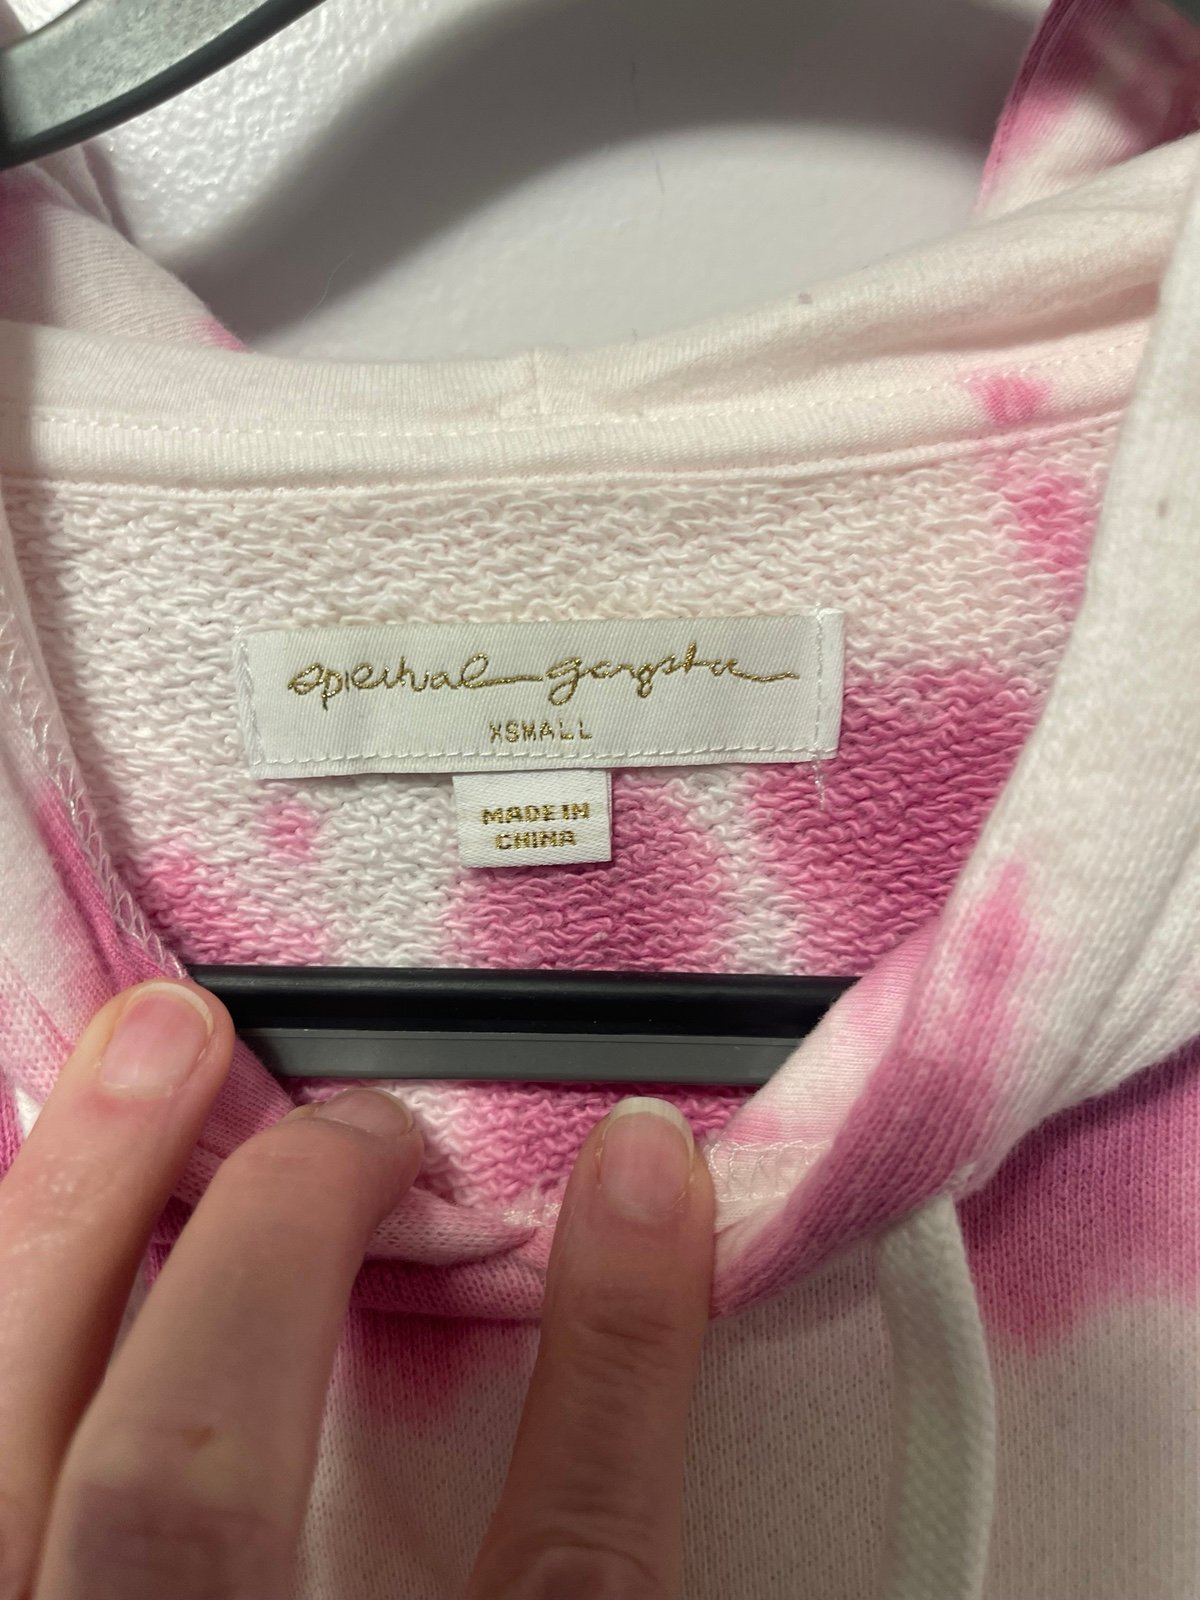 spiritual gangster
XSMALL
MADE IN
CHINA